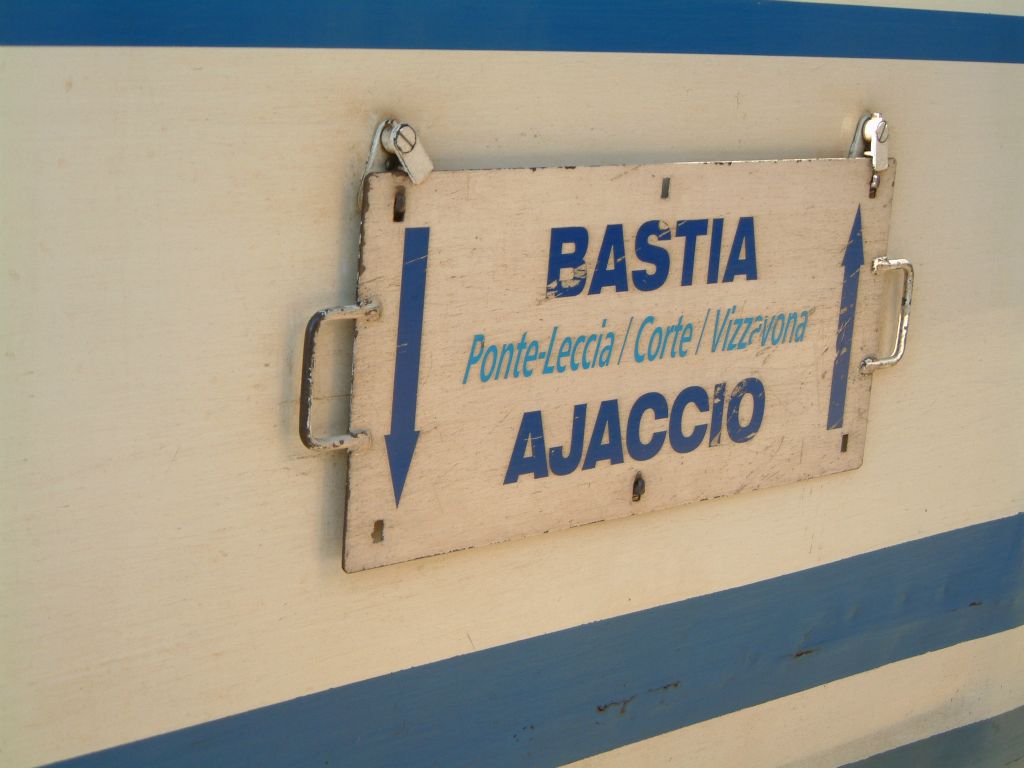 BASTIA
Ponte-Leccia / Corte / Vizzavona
AJACCIO